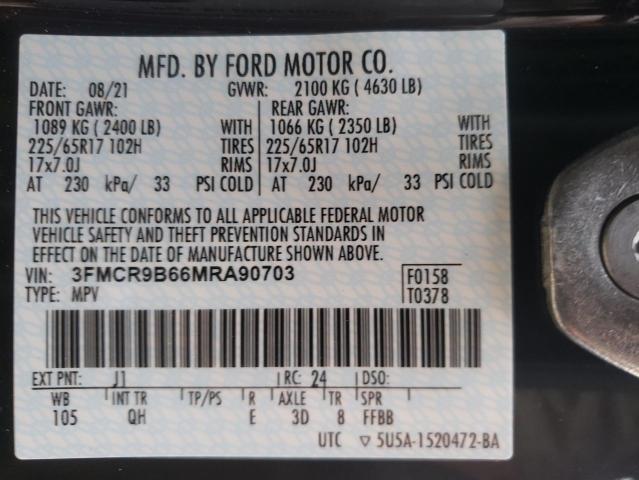 MFD. BY FORD MOTOR CO.
DATE: 08/21 GVWR: 2100 KG ( 4630 LB)
FRONT GAWR: REAR GAWR:
1089 KG ( 2400 LB) WITH 1066 KG ( 2350 LB) WITH
225/65R17 102H TIRES 225/65R17 102H TIRES
17x7.0J RIMS 17x7.0J RIMS
AT 230 kPa/ 33 PSI COLD AT 230 kPa/ 33 PSI COLD
THIS VEHICLE CONFORMS TO ALL APPLICABLE FEDERAL MOTOR
VEHICLE SAFETY AND THEFT PREVENTION STANDARDS IN
EFFECT ON THE DATE OF MANUFACTURE SHOWN ABOVE.
VIN: 3FMCR9B66MRA90703 F0158
TYPE: MPV T0378
EXT PNT: J1 RC: 24 DSO:
WB INT TR TP/PS R AXLE TR SPR
105 QH E 3D 8 FFBB
UTC ▽ 5U5A-1520472-BA